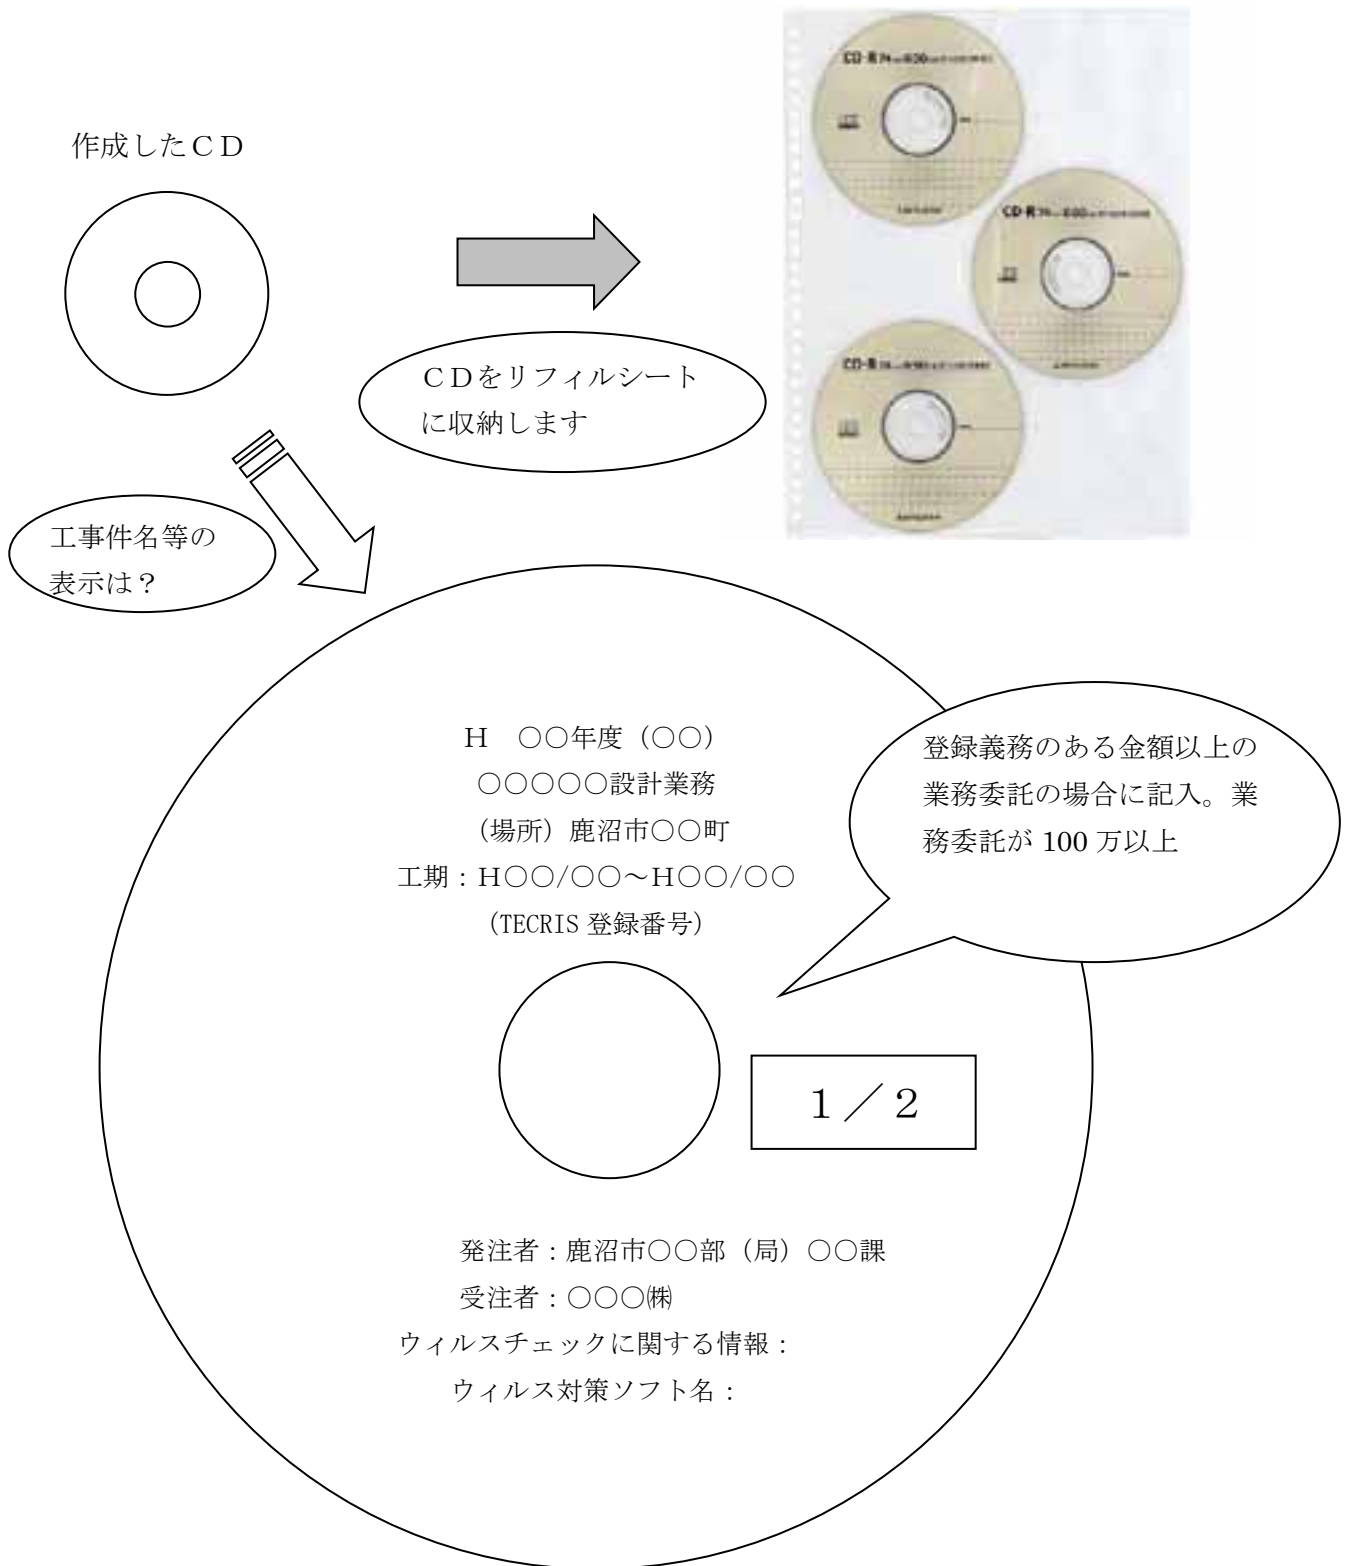 作成したＣＤ
CD-R 74
CD-R 74
CD-R
ＣＤをリフィルシート
に収納します
工事件名等の
表示は？
Ｈ　○○年度（○○）
○○○○○設計業務
（場所）鹿沼市○○町
工期：Ｈ○○/○○～Ｈ○○/○○
（TECRIS 登録番号）
登録義務のある金額以上の
業務委託の場合に記入。業
務委託が 100 万以上
１／２
発注者：鹿沼市○○部（局）○○課
受注者：○○○㈱
ウィルスチェックに関する情報：
ウィルス対策ソフト名：